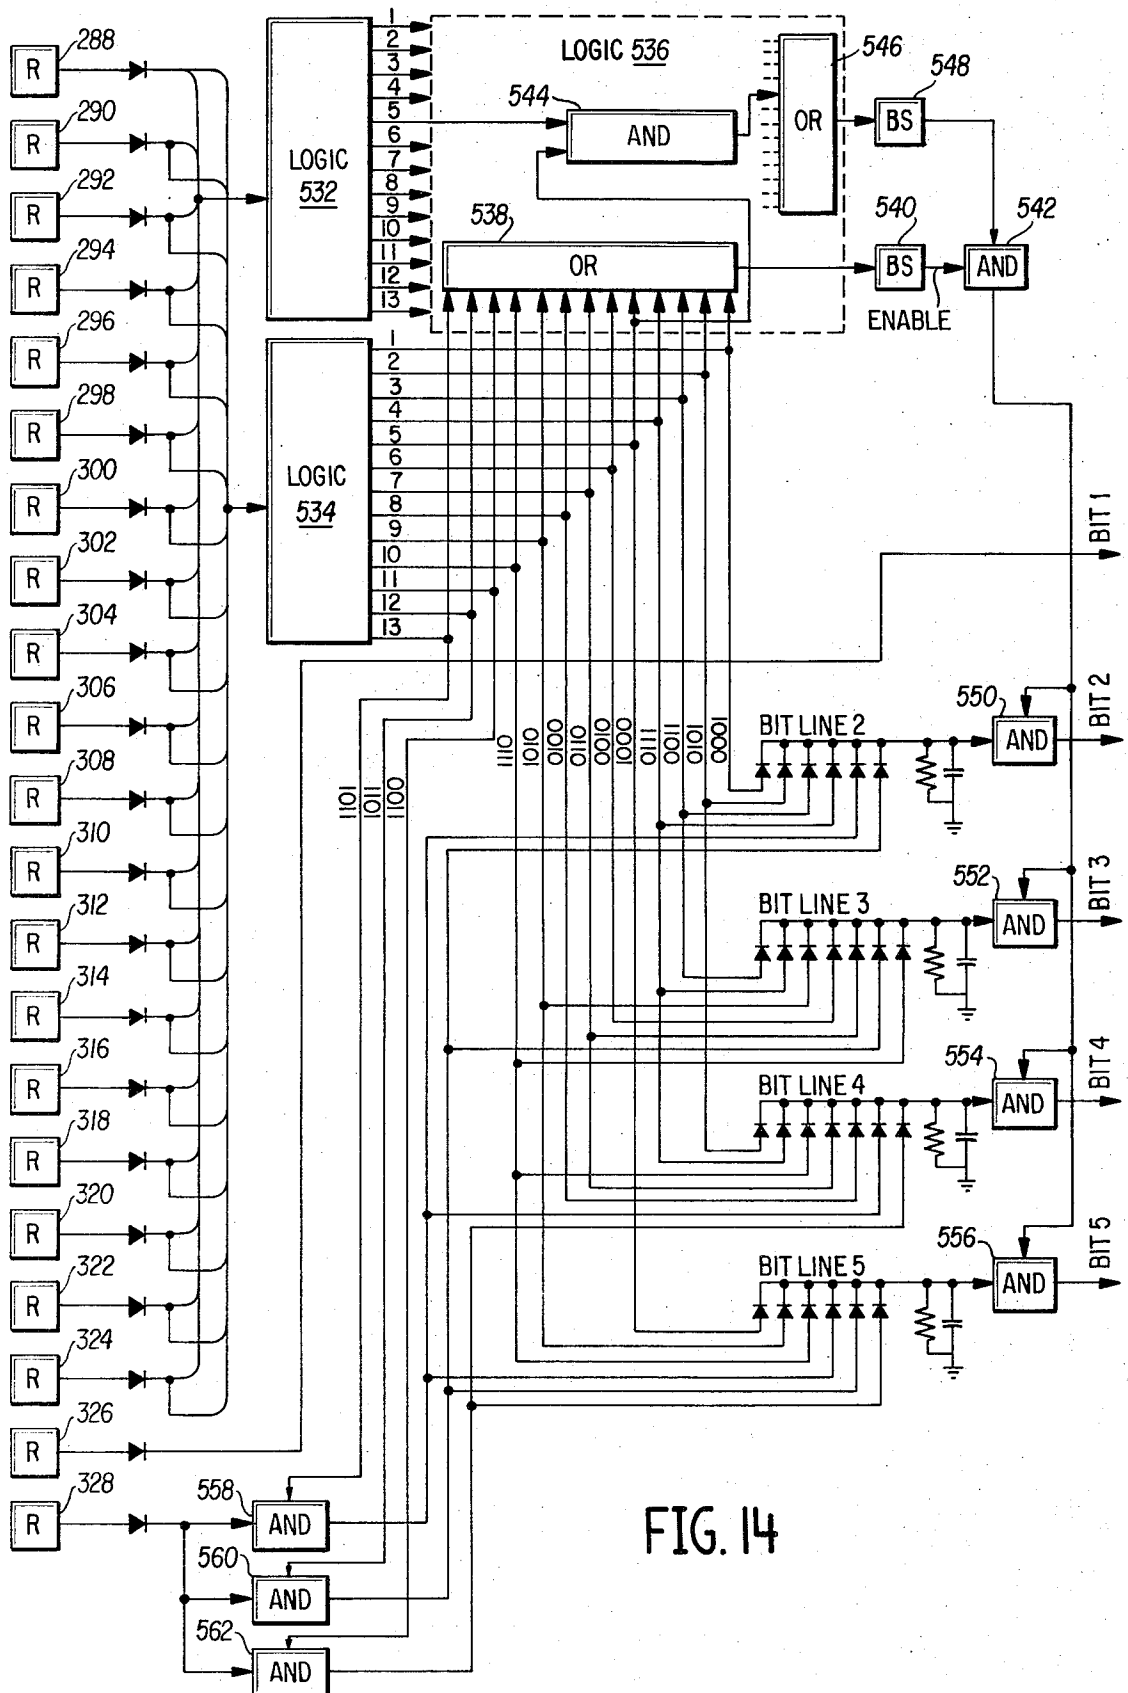 R 288
R 290
R 292
R 294
R 296
R 298
R 300
R 302
R 304
R 306
R 308
R 310
R 312
R 314
R 316
R 318
R 320
R 322
R 324
R 326
R 328
LOGIC
532
1
2
3
4
5
6
7
8
9
10
11
12
13
LOGIC
534
1
2
3
4
5
6
7
8
9
10
11
12
13
LOGIC 536
544
AND
538
OR
546
OR
548
BS
540
BS
ENABLE
542
AND
1101
1011
1100
1110
1010
0100
0110
0010
1000
0111
0011
0101
0001
BIT 1
BIT LINE 2
550
AND
BIT 2
BIT LINE 3
552
AND
BIT 3
BIT LINE 4
554
AND
BIT 4
BIT LINE 5
556
AND
BIT 5
558
AND
560
AND
562
AND
FIG. 14